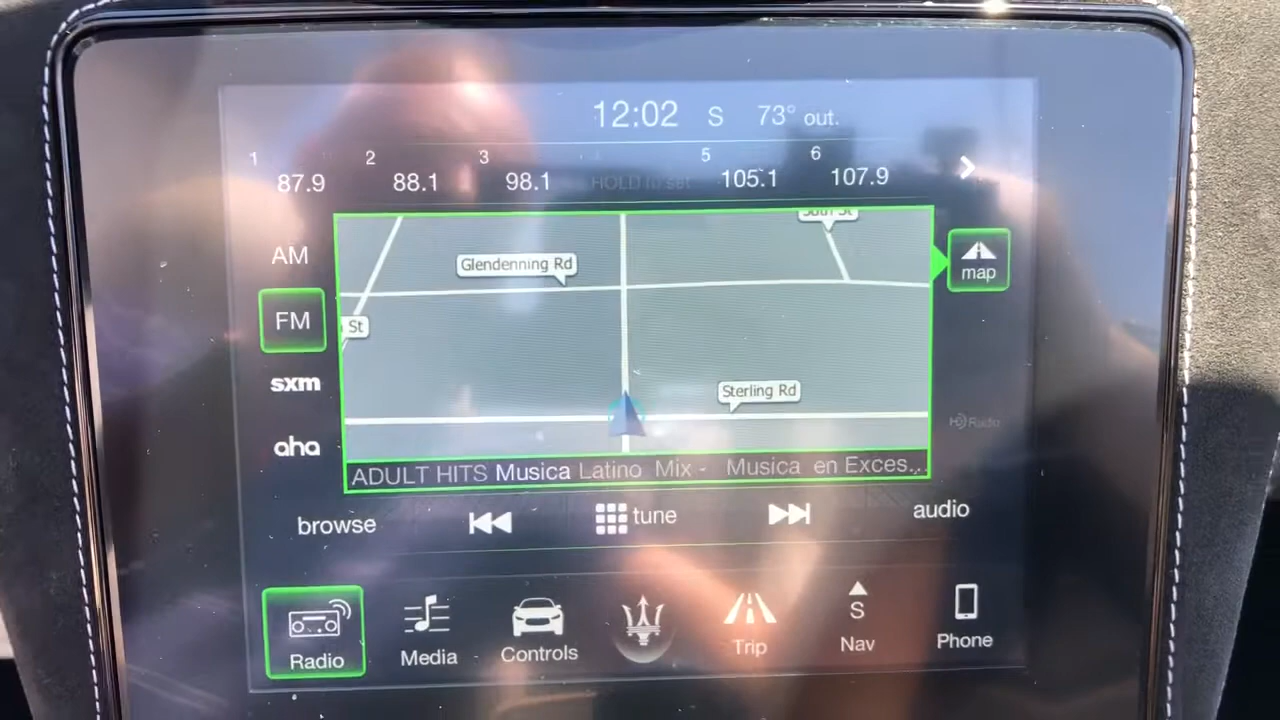 12:02 S 73° out.
1 2 3 5 6
87.9 88.1 98.1 HOLD to set 105.1 107.9
AM
FM
sxm
aha
Glendenning Rd
St
Sterling Rd
map
HD Radio
ADULT HITS Musica Latino Mix - Musica en Exces...
browse tune audio
S
Radio Media Controls Trip Nav Phone